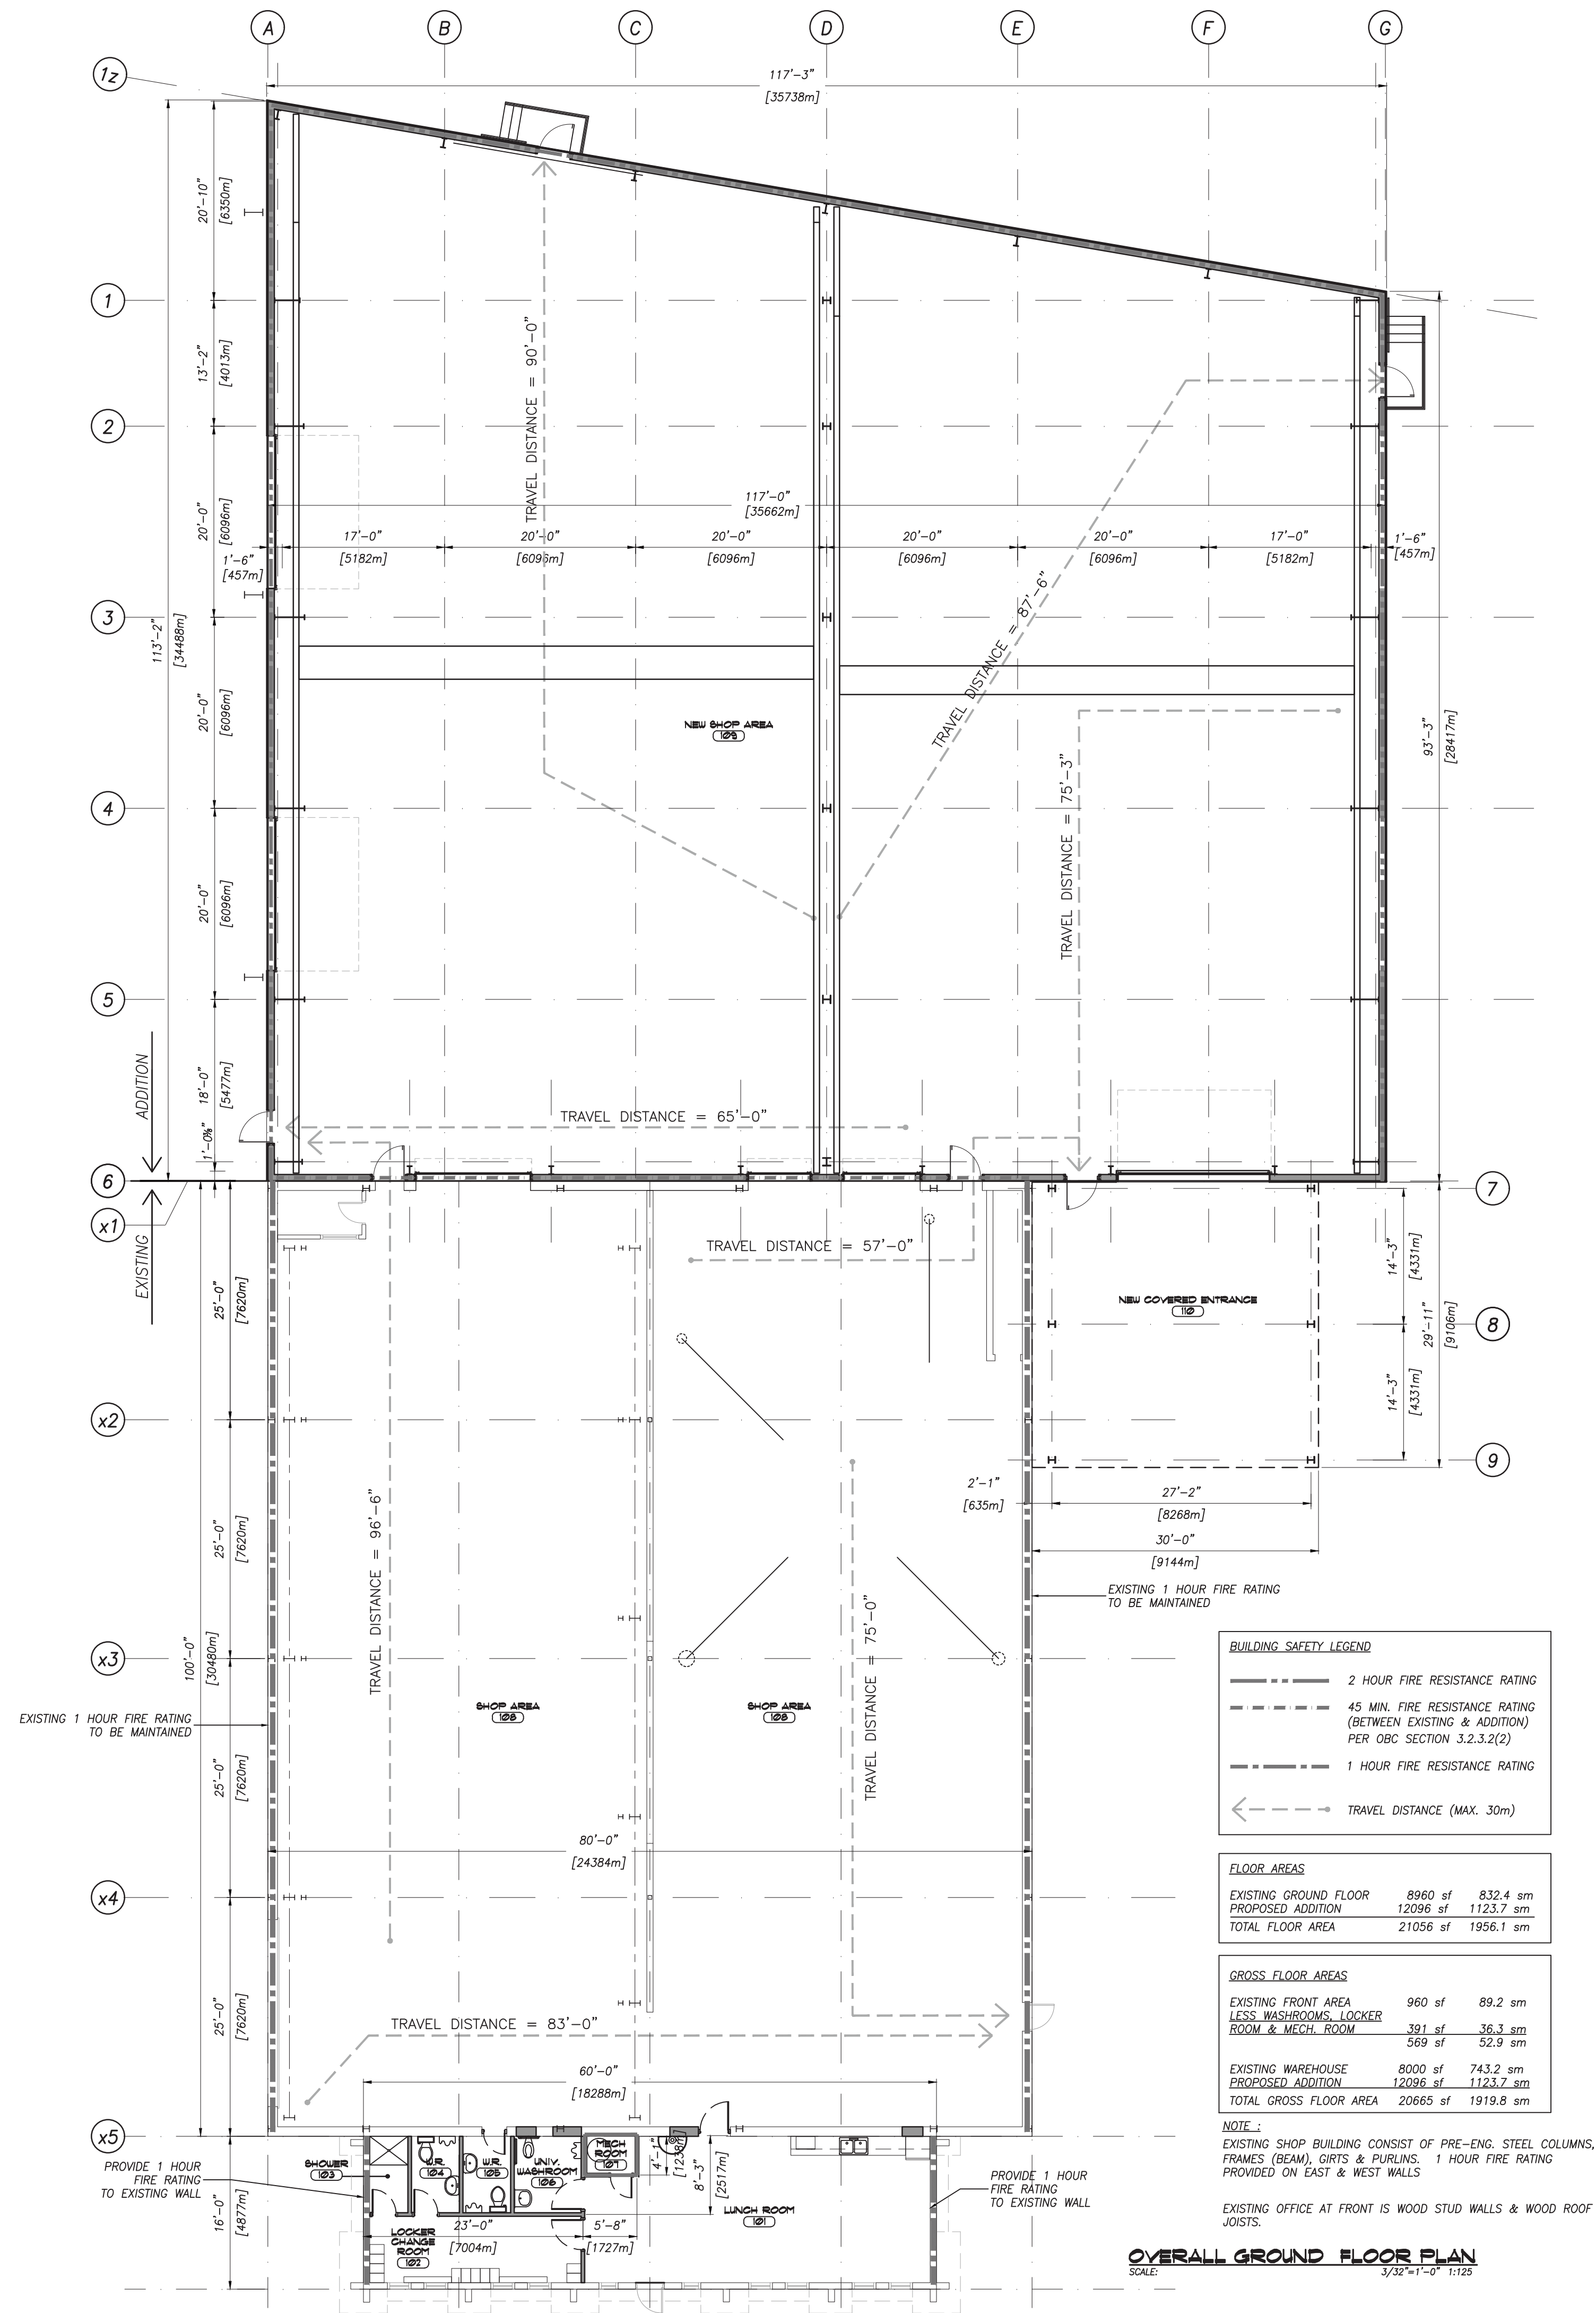 A
B
C
D
E
F
G
1z
117'-3"
[35738m]
20'-10"
[6350m]
1
13'-2"
[4013m]
2
TRAVEL DISTANCE = 90'-0"
117'-0"
[35662m]
20'-0"
[6096m]
17'-0"
[5182m]
20'-0"
[6096m]
20'-0"
[6096m]
20'-0"
[6096m]
20'-0"
[6096m]
17'-0"
[5182m]
1'-6"
[457m]
1'-6"
[457m]
3
113'-2"
[34488m]
TRAVEL DISTANCE = 87'-6"
20'-0"
[6096m]
NEW SHOP AREA
109
93'-3"
[28417m]
TRAVEL DISTANCE = 75'-3"
4
20'-0"
[6096m]
5
ADDITION
18'-0"
[5477m]
1'-0⅝"
TRAVEL DISTANCE = 65'-0"
6
7
x1
EXISTING
TRAVEL DISTANCE = 57'-0"
14'-3"
[4331m]
25'-0"
[7620m]
NEW COVERED ENTRANCE
110
8
29'-11"
[9106m]
14'-3"
[4331m]
x2
9
2'-1"
[635m]
27'-2"
[8268m]
30'-0"
[9144m]
TRAVEL DISTANCE = 96'-6"
25'-0"
[7620m]
EXISTING 1 HOUR FIRE RATING
TO BE MAINTAINED
TRAVEL DISTANCE = 75'-0"
x3
100'-0"
[30480m]
EXISTING 1 HOUR FIRE RATING
TO BE MAINTAINED
SHOP AREA
108
SHOP AREA
108
25'-0"
[7620m]
80'-0"
[24384m]
x4
25'-0"
[7620m]
TRAVEL DISTANCE = 83'-0"
60'-0"
[18288m]
x5
PROVIDE 1 HOUR
FIRE RATING
TO EXISTING WALL
16'-0"
[4877m]
SHOWER
103
W.R.
104
W.R.
105
UNIV.
WASHROOM
106
MECH
ROOM
107
4'-1"
[1238m]
8'-3"
[2517m]
LUNCH ROOM
101
PROVIDE 1 HOUR
FIRE RATING
TO EXISTING WALL
LOCKER
CHANGE
ROOM
102
23'-0"
[7004m]
5'-8"
[1727m]
BUILDING SAFETY LEGEND
2 HOUR FIRE RESISTANCE RATING
45 MIN. FIRE RESISTANCE RATING
(BETWEEN EXISTING & ADDITION)
PER OBC SECTION 3.2.3.2(2)
1 HOUR FIRE RESISTANCE RATING
TRAVEL DISTANCE (MAX. 30m)
FLOOR AREAS
EXISTING GROUND FLOOR 8960 sf 832.4 sm
PROPOSED ADDITION 12096 sf 1123.7 sm
TOTAL FLOOR AREA 21056 sf 1956.1 sm
GROSS FLOOR AREAS
EXISTING FRONT AREA 960 sf 89.2 sm
LESS WASHROOMS, LOCKER
ROOM & MECH. ROOM 391 sf 36.3 sm
569 sf 52.9 sm
EXISTING WAREHOUSE 8000 sf 743.2 sm
PROPOSED ADDITION 12096 sf 1123.7 sm
TOTAL GROSS FLOOR AREA 20665 sf 1919.8 sm
NOTE :
EXISTING SHOP BUILDING CONSIST OF PRE-ENG. STEEL COLUMNS,
FRAMES (BEAM), GIRTS & PURLINS. 1 HOUR FIRE RATING
PROVIDED ON EAST & WEST WALLS
EXISTING OFFICE AT FRONT IS WOOD STUD WALLS & WOOD ROOF
JOISTS.
OVERALL GROUND FLOOR PLAN
SCALE: 3/32"=1'-0" 1:125